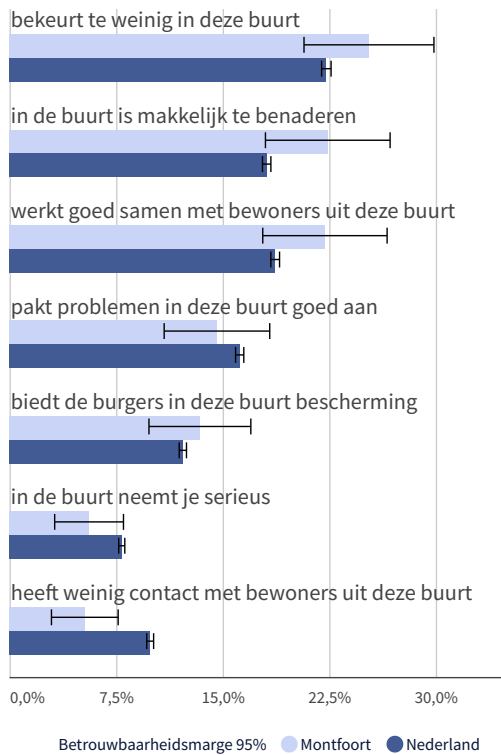 bekeurt te weinig in deze buurt
in de buurt is makkelijk te benaderen
werkt goed samen met bewoners uit deze buurt
pakt problemen in deze buurt goed aan
biedt de burgers in deze buurt bescherming
in de buurt neemt je serieus
heeft weinig contact met bewoners uit deze buurt
0,0% 7,5% 15,0% 22,5% 30,0%
Betrouwbaarheidsmarge 95% Montfoort Nederland